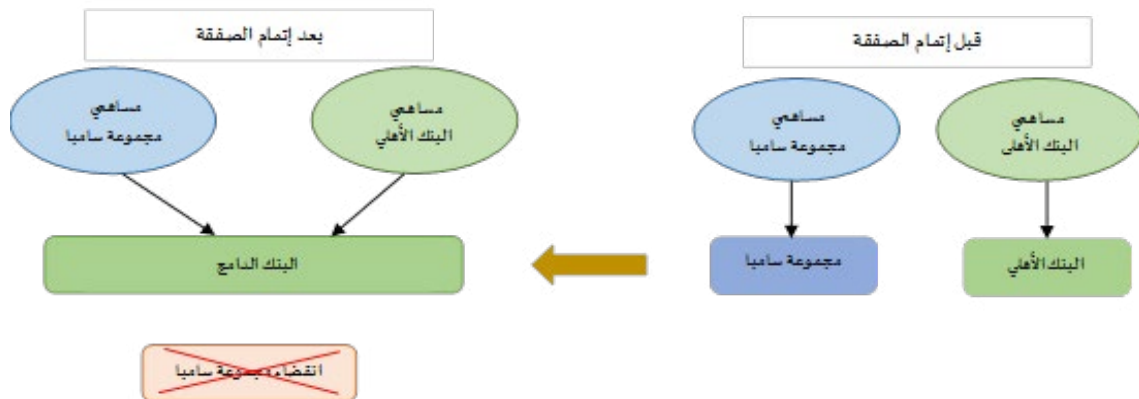 قبل إتمام الصفقة
مساهمي
البنك الأهلي
مساهمي
مجموعة سامبا
البنك الأهلي
مجموعة سامبا
بعد إتمام الصفقة
مساهمي
البنك الأهلي
مساهمي
مجموعة سامبا
البنك الدامج
انقضاء مجموعة سامبا